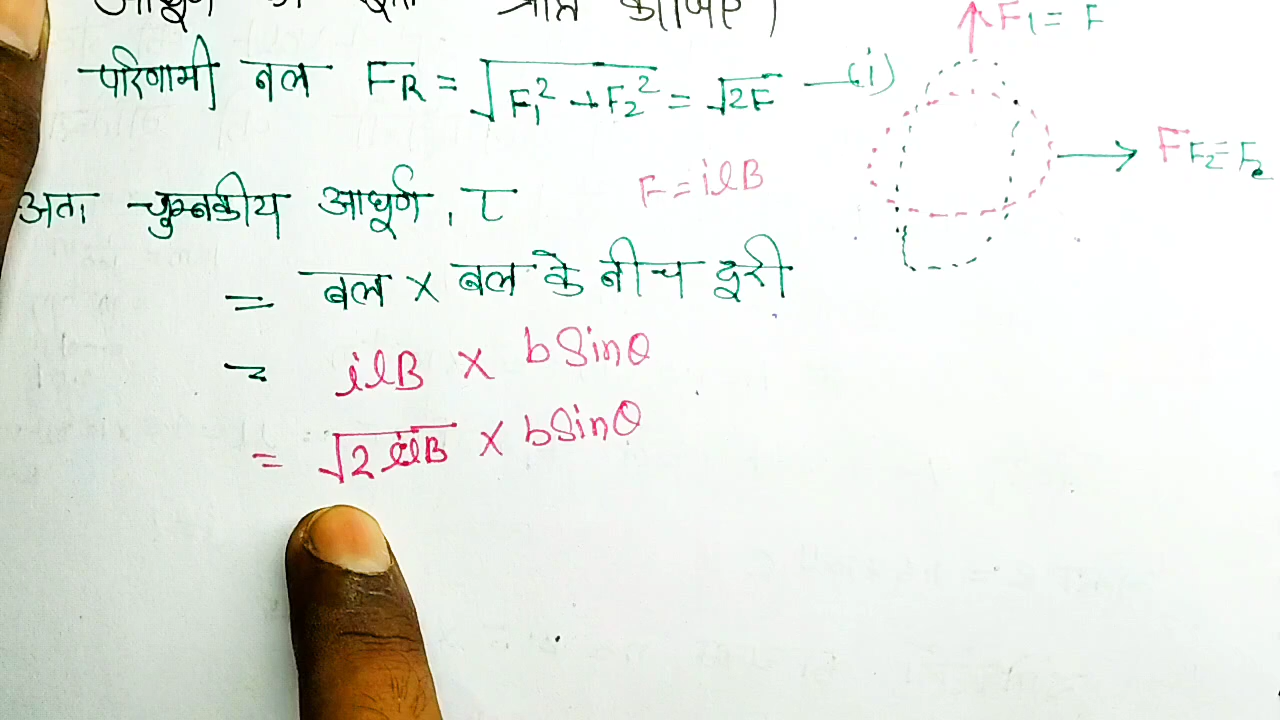 प्राप्त कीजिए।
F1 = F
परिणामी बल FR = √F₁² + F₂² = √2F —(i)
F F₂ = F₂
F = ilB
अतः चुम्बकीय आघूर्ण, τ
= बल × बल के बीच दूरी
= ilB × bSinθ
= √2 ilB × bSinθ